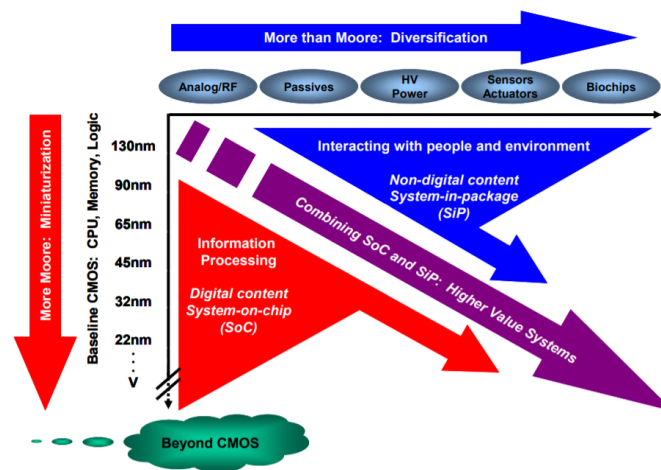 More than Moore: Diversification
Analog/RF
Passives
HV
Power
Sensors
Actuators
Biochips
More Moore: Miniaturization
Baseline CMOS: CPU, Memory, Logic
130nm
90nm
65nm
45nm
32nm
22nm
.
.
.
V
Interacting with people and environment
Non-digital content
System-in-package
(SiP)
Combining SoC and SiP: Higher Value Systems
Information
Processing
Digital content
System-on-chip
(SoC)
Beyond CMOS